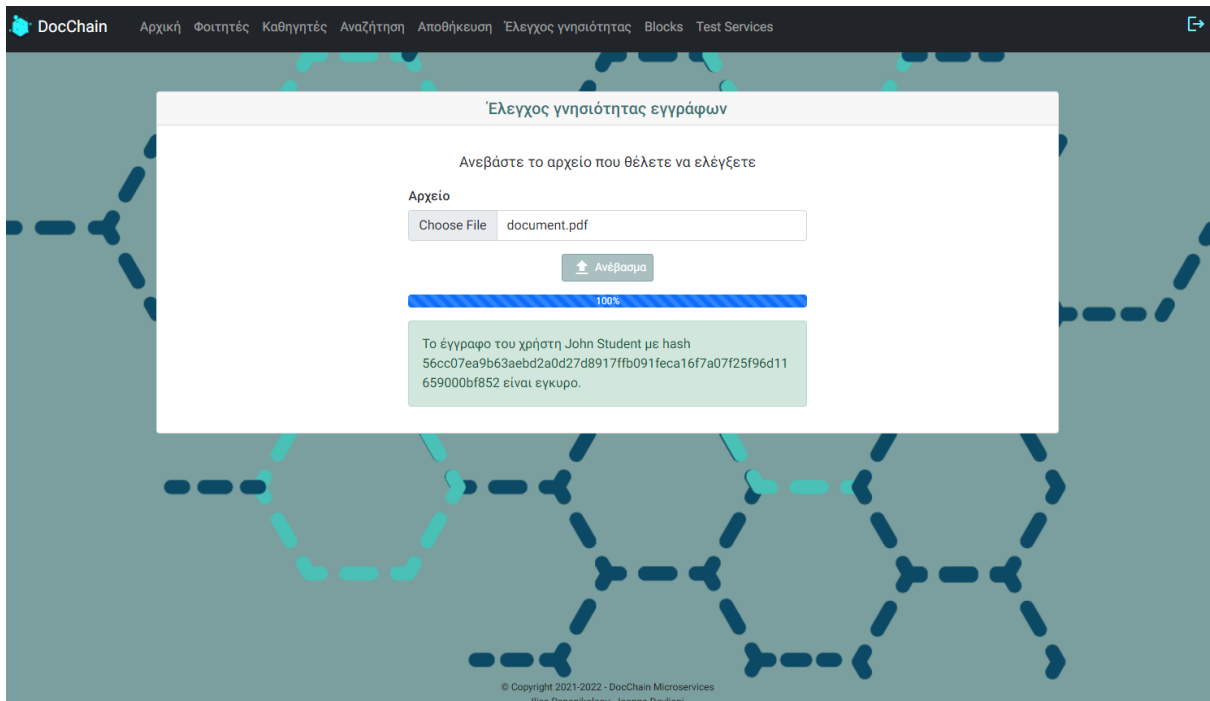 DocChain Αρχική Φοιτητές Καθηγητές Αναζήτηση Αποθήκευση Έλεγχος γνησιότητας Blocks Test Services
Έλεγχος γνησιότητας εγγράφων
Ανεβάστε το αρχείο που θέλετε να ελέγξετε
Αρχείο
Choose File document.pdf
Ανέβασμα
100%
Το έγγραφο του χρήστη John Student με hash
56cc07ea9b63aebd2a0d27d8917ffb091feca16f7a07f25f96d11
659000bf852 είναι εγκυρο.
© Copyright 2021-2022 - DocChain Microservices